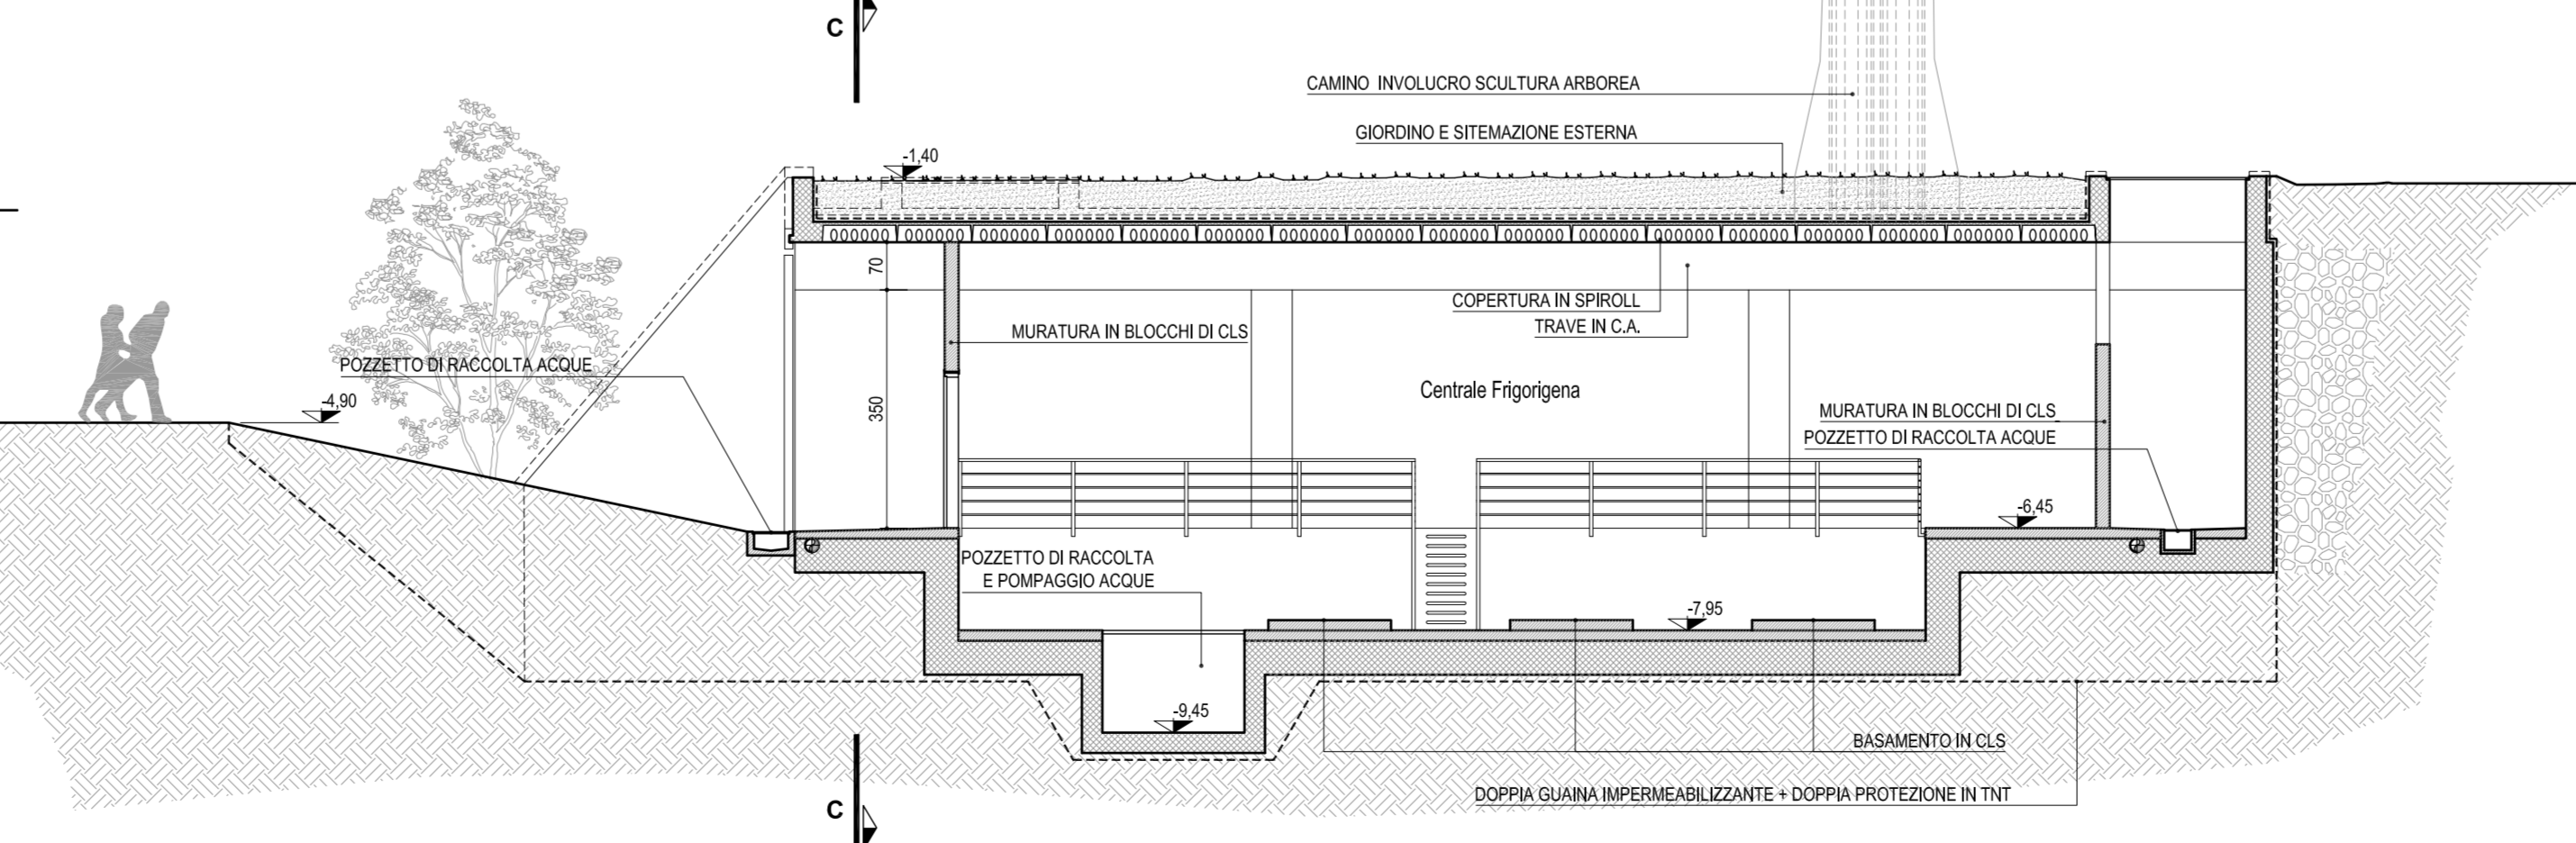 C
CAMINO INVOLUCRO SCULTURA ARBOREA
GIORDINO E SITEMAZIONE ESTERNA
-1,40
70
COPERTURA IN SPIROLL
TRAVE IN C.A.
MURATURA IN BLOCCHI DI CLS
POZZETTO DI RACCOLTA ACQUE
Centrale Frigorigena
-4,90
350
MURATURA IN BLOCCHI DI CLS
POZZETTO DI RACCOLTA ACQUE
-6,45
POZZETTO DI RACCOLTA
E POMPAGGIO ACQUE
-7,95
-9,45
BASAMENTO IN CLS
DOPPIA GUAINA IMPERMEABILIZZANTE + DOPPIA PROTEZIONE IN TNT
C